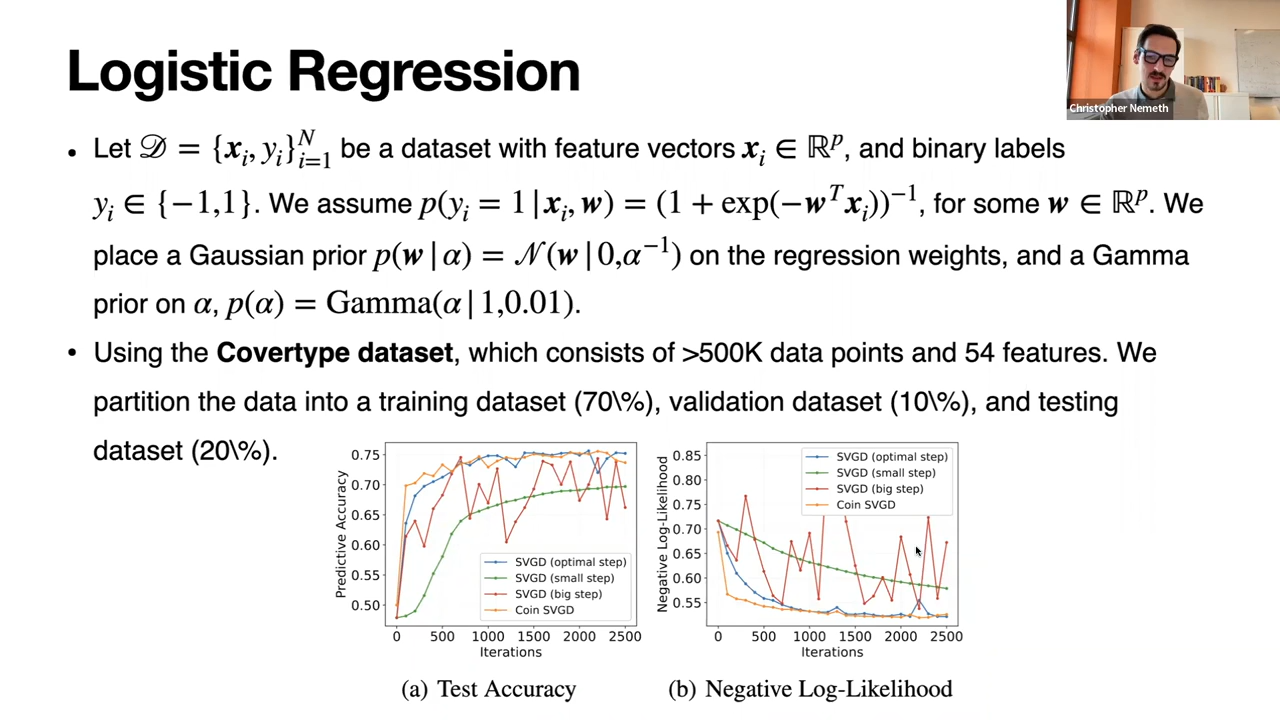 Logistic Regression
Christopher Nemeth
• Let 𝒟 = {xᵢ, yᵢ}ᵢ₌₁ᴺ be a dataset with feature vectors xᵢ ∈ ℝᵖ, and binary labels
yᵢ ∈ {−1,1}. We assume p(yᵢ = 1 | xᵢ, w) = (1 + exp(−wᵀxᵢ))⁻¹, for some w ∈ ℝᵖ. We
place a Gaussian prior p(w | α) = 𝒩(w | 0,α⁻¹) on the regression weights, and a Gamma
prior on α, p(α) = Gamma(α | 1,0.01).
• Using the Covertype dataset, which consists of >500K data points and 54 features. We
partition the data into a training dataset (70\%), validation dataset (10\%), and testing
dataset (20\%).
Predictive Accuracy
0.75
0.70
0.65
0.60
0.55
0.50
SVGD (optimal step)
SVGD (small step)
SVGD (big step)
Coin SVGD
0 500 1000 1500 2000 2500
Iterations
(a) Test Accuracy
Negative Log-Likelihood
0.85
0.80
0.75
0.70
0.65
0.60
0.55
SVGD (optimal step)
SVGD (small step)
SVGD (big step)
Coin SVGD
0 500 1000 1500 2000 2500
Iterations
(b) Negative Log-Likelihood